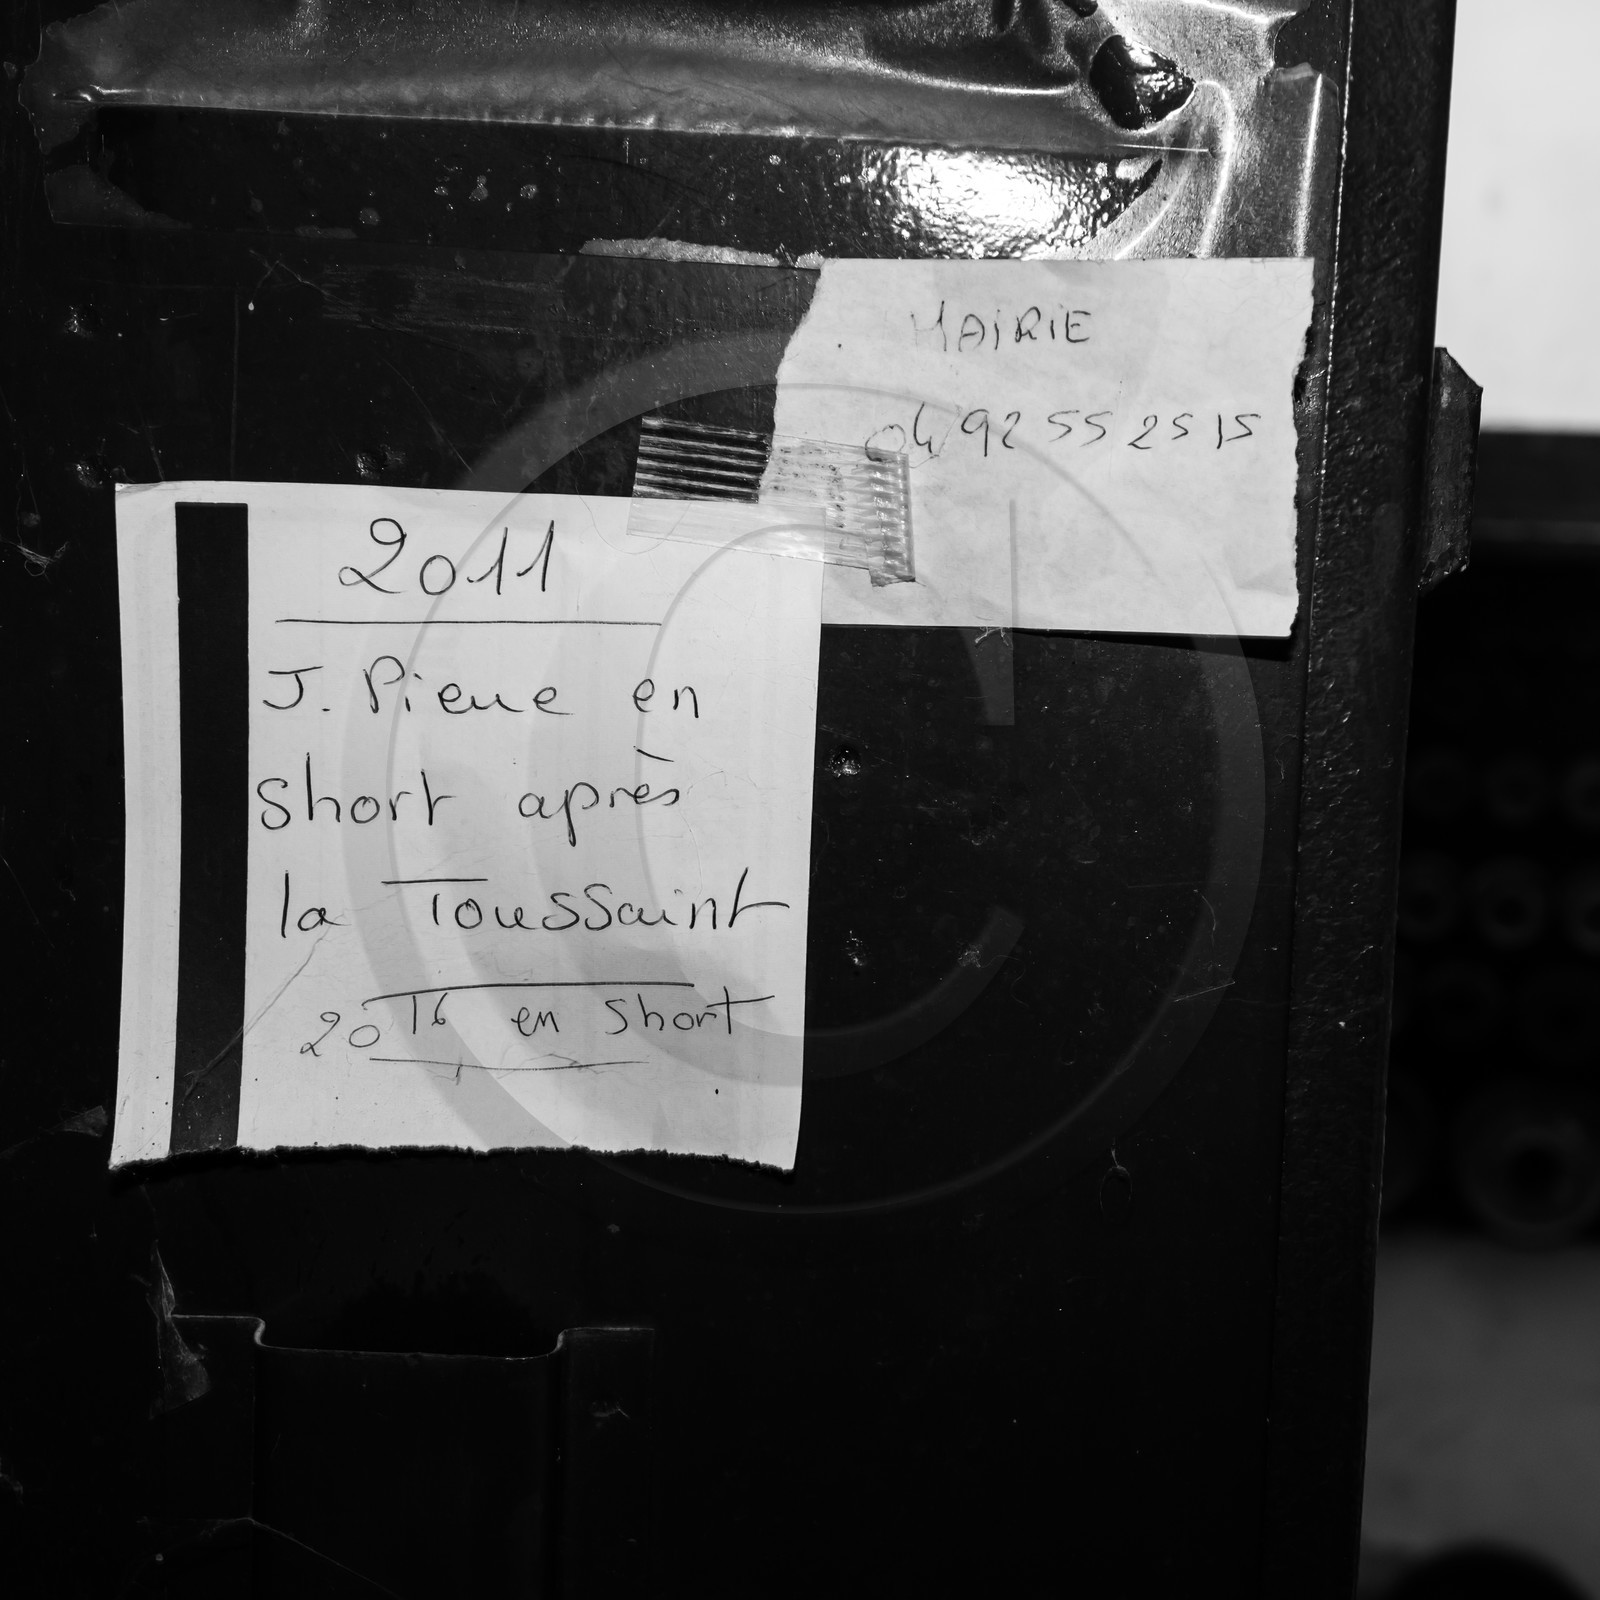 MAIRIE
04 92 55 25 15
2011
J. Pierre en
Short après
la Toussaint
2016 en short